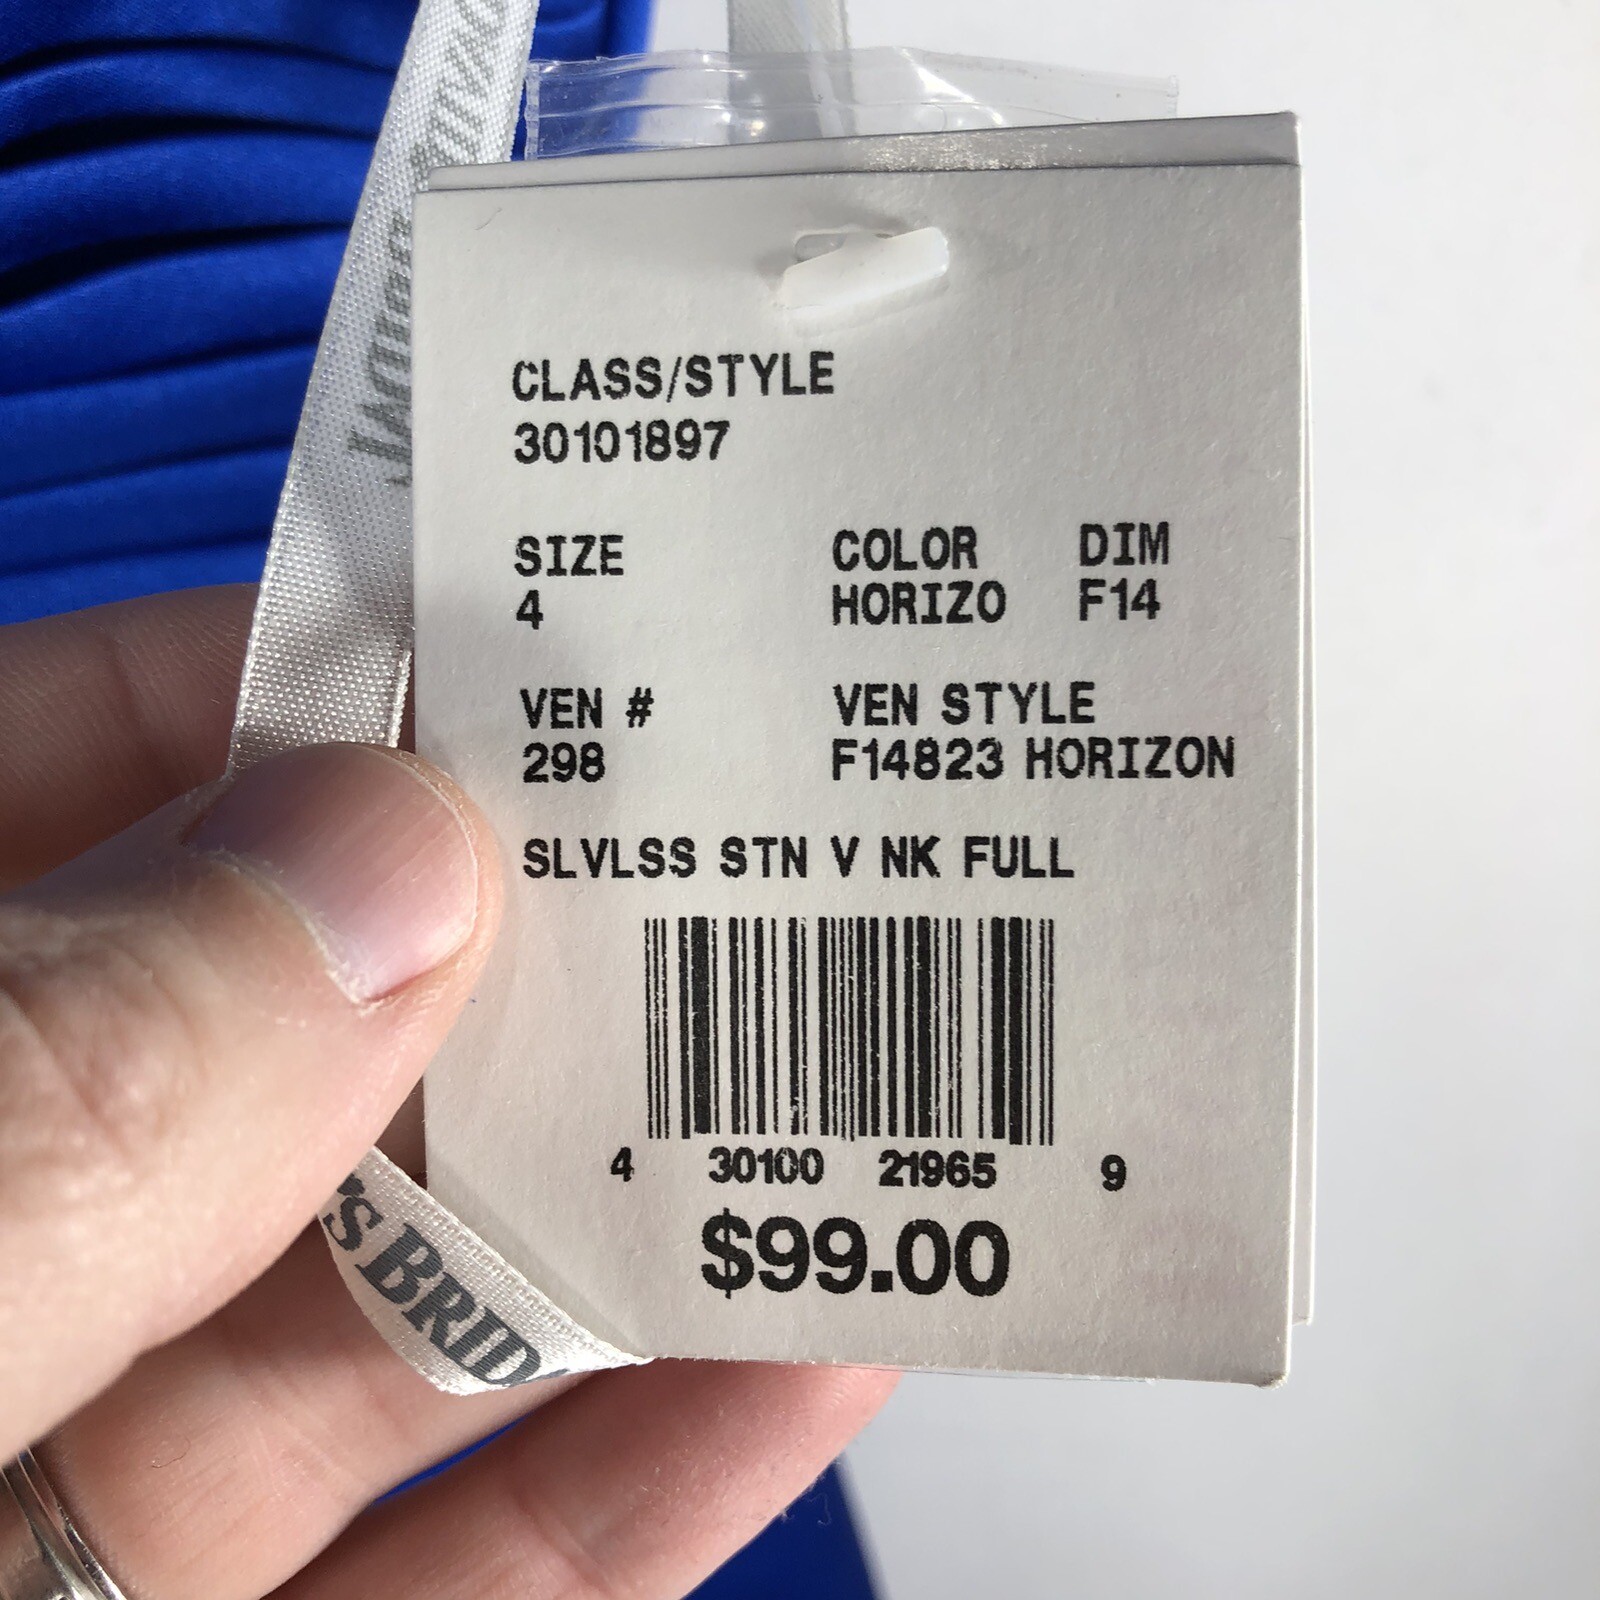 CLASS/STYLE
30101897
SIZE COLOR DIM
4 HORIZO F14
VEN # VEN STYLE
298 F14823 HORIZON
SLVLSS STN V NK FULL
4 30100 21965 9
$99.00
'S BRID